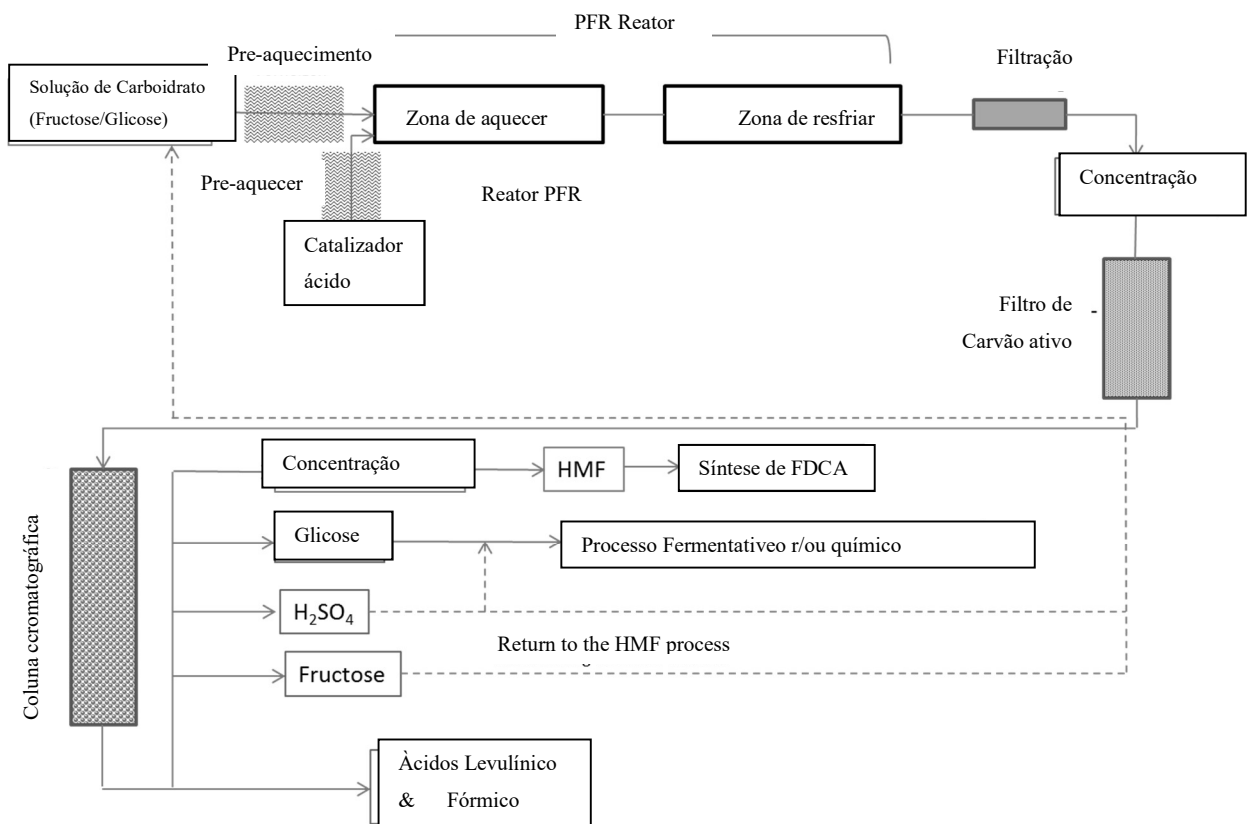 PFR Reator
Pre-aquecimento
Filtração
Solução de Carboidrato
(Fructose/Glicose)
Zona de aquecer
Zona de resfriar
Pre-aquecer
Reator PFR
Concentração
Catalizador
ácido
Filtro de
Carvão ativo
Coluna ccromatográfica
Concentração
HMF
Síntese de FDCA
Glicose
Processo Fermentativeo r/ou químico
H₂SO₄
Return to the HMF process
Fructose
Àcidos Levulínico
& Fórmico